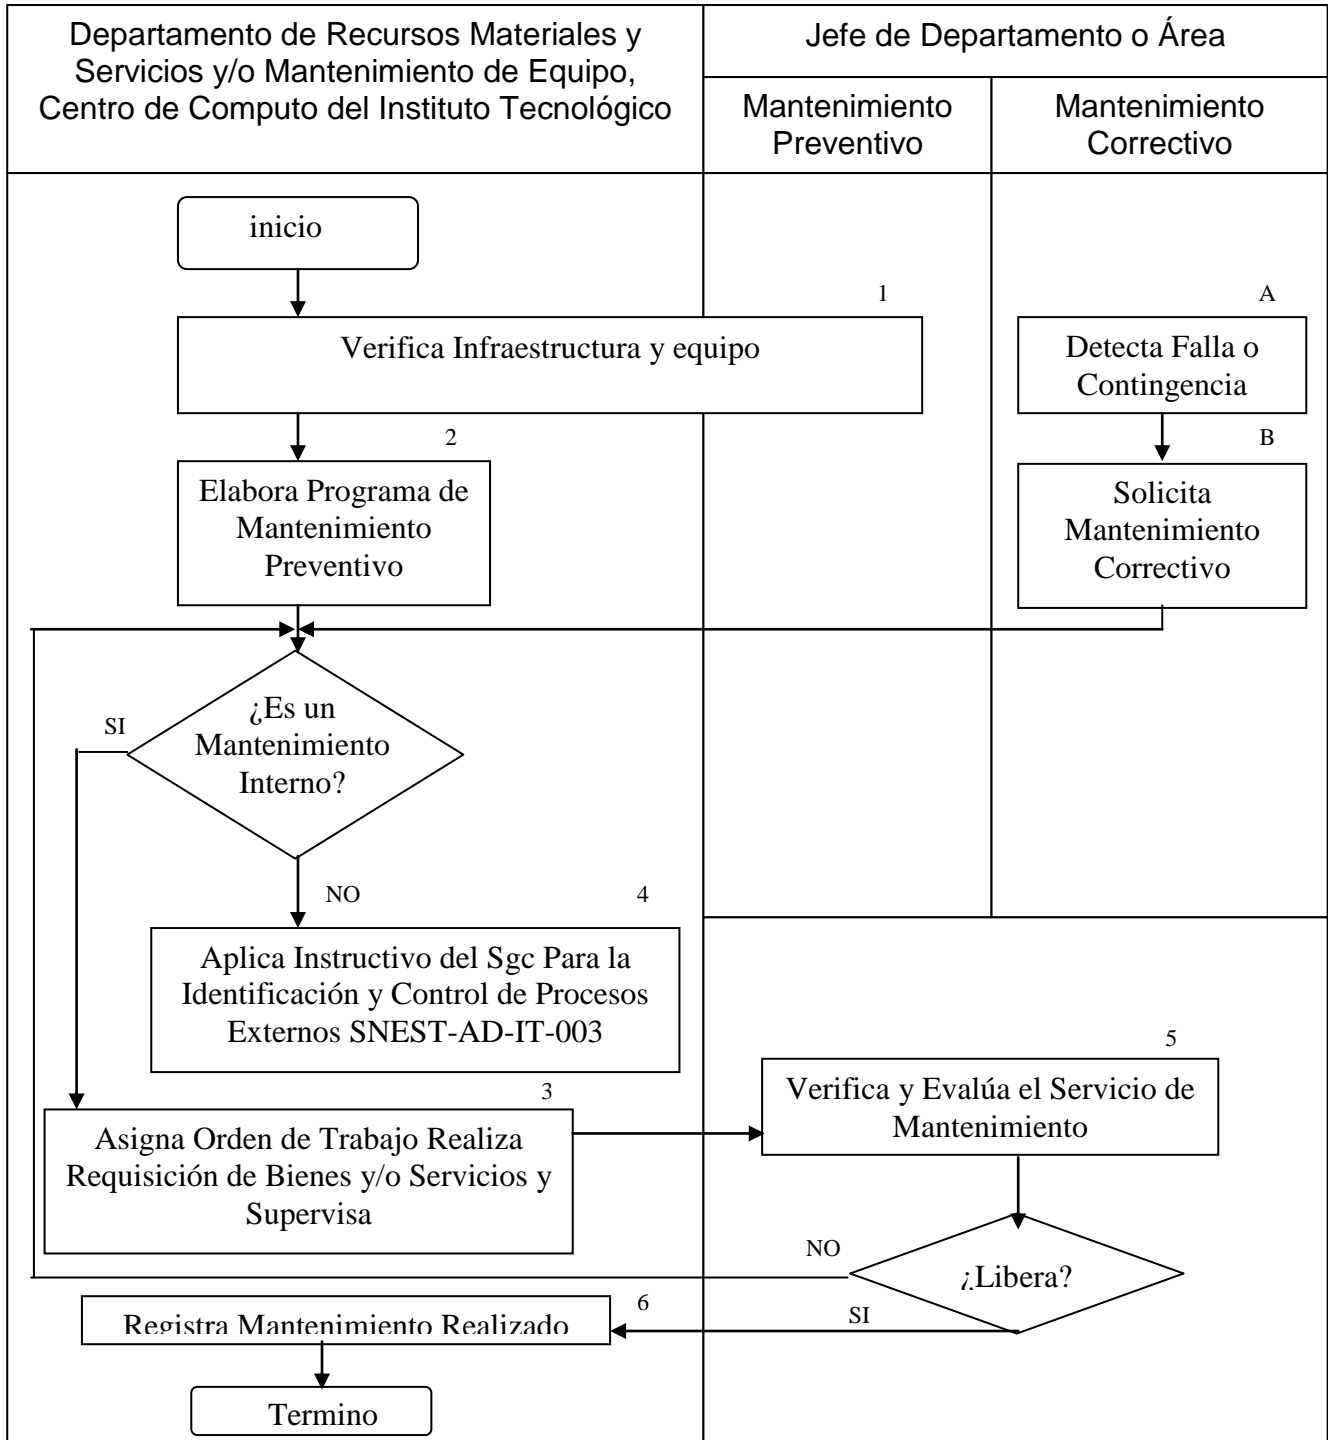 Departamento de Recursos Materiales y
Servicios y/o Mantenimiento de Equipo,
Centro de Computo del Instituto Tecnológico
Jefe de Departamento o Área
Mantenimiento
Preventivo
Mantenimiento
Correctivo
inicio
1
Verifica Infraestructura y equipo
A
Detecta Falla o
Contingencia
2
Elabora Programa de
Mantenimiento
Preventivo
B
Solicita
Mantenimiento
Correctivo
SI
¿Es un
Mantenimiento
Interno?
NO
4
Aplica Instructivo del Sgc Para la
Identificación y Control de Procesos
Externos SNEST-AD-IT-003
3
Asigna Orden de Trabajo Realiza
Requisición de Bienes y/o Servicios y
Supervisa
5
Verifica y Evalúa el Servicio de
Mantenimiento
NO
¿Libera?
SI
6
Registra Mantenimiento Realizado
Termino